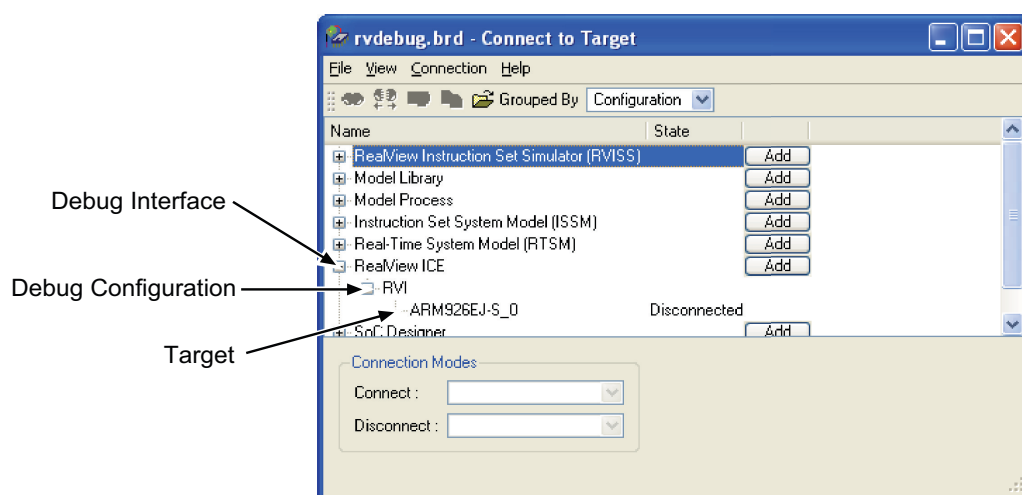 rvdebug.brd - Connect to Target
File View Connection Help
Grouped By Configuration
Name State
RealView Instruction Set Simulator (RVISS) Add
Model Library Add
Model Process Add
Debug Interface
Instruction Set System Model (ISSM) Add
Real-Time System Model (RTSM) Add
RealView ICE Add
Debug Configuration
RVI
ARM926EJ-S_0 Disconnected
SoC Designer Add
Target
Connection Modes
Connect :
Disconnect :